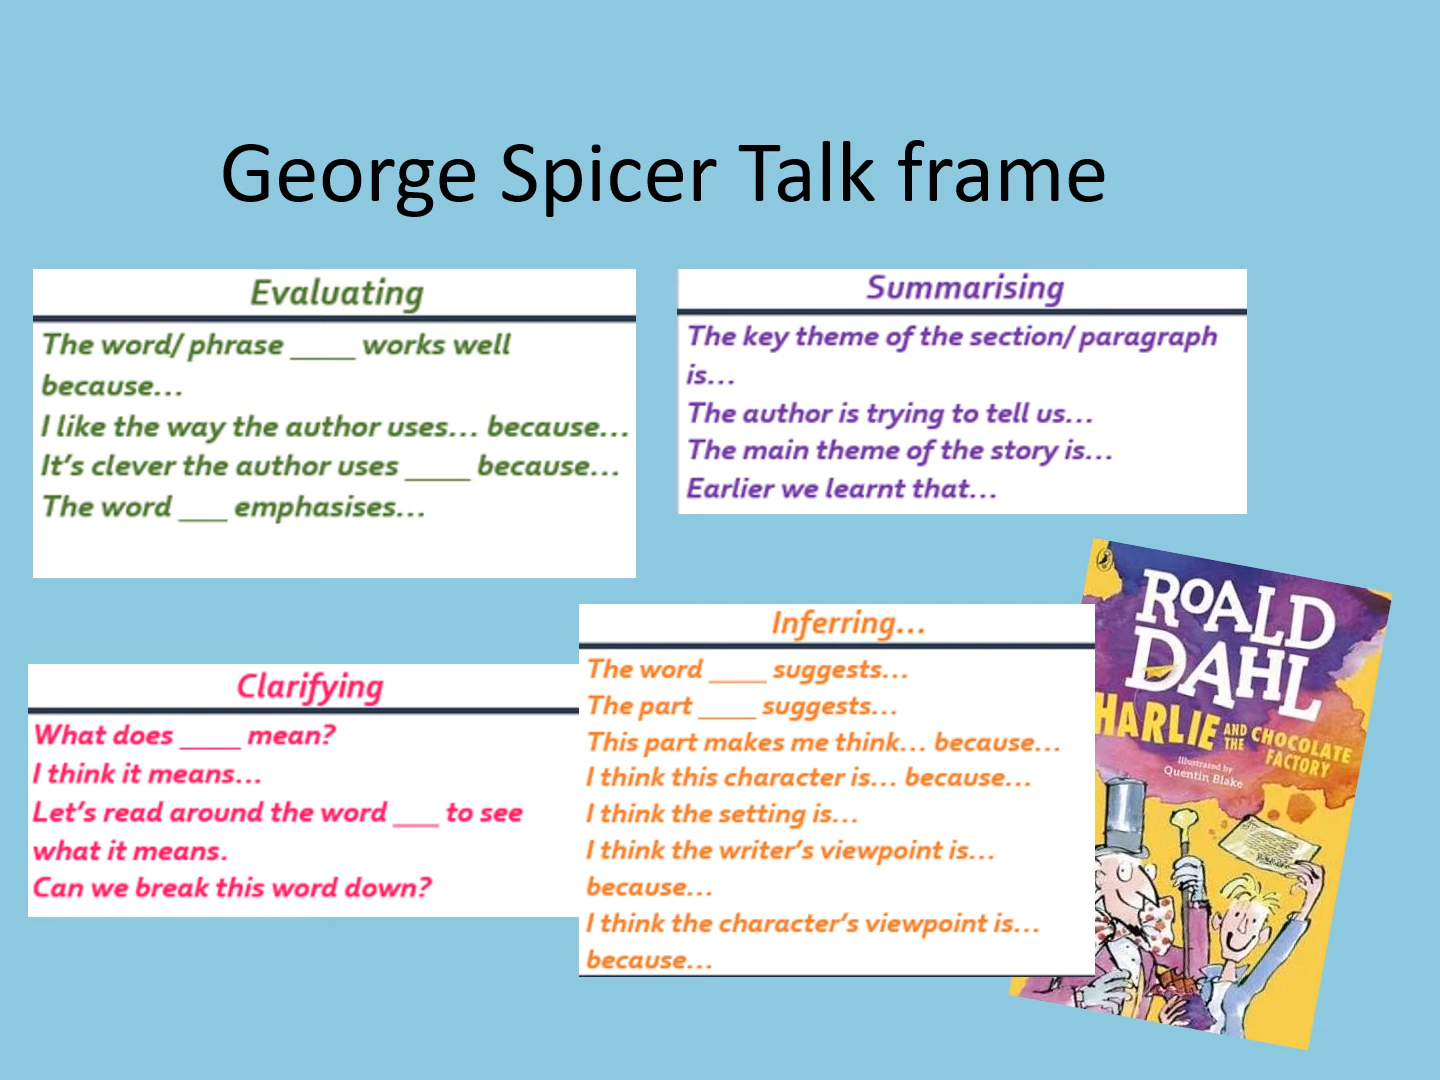 George Spicer Talk frame
Evaluating
The word/ phrase ____ works well
because...
I like the way the author uses... because...
It's clever the author uses ____ because...
The word ___ emphasises...
Summarising
The key theme of the section/ paragraph
is...
The author is trying to tell us...
The main theme of the story is...
Earlier we learnt that...
Clarifying
What does ____ mean?
I think it means...
Let's read around the word ___ to see
what it means.
Can we break this word down?
Inferring...
The word ____ suggests...
The part ____ suggests...
This part makes me think... because...
I think this character is... because...
I think the setting is...
I think the writer's viewpoint is...
because...
I think the character's viewpoint is...
because...
ROALD
DAHL
HARLIE AND THE CHOCOLATE
FACTORY
Illustrated by
Quentin Blake